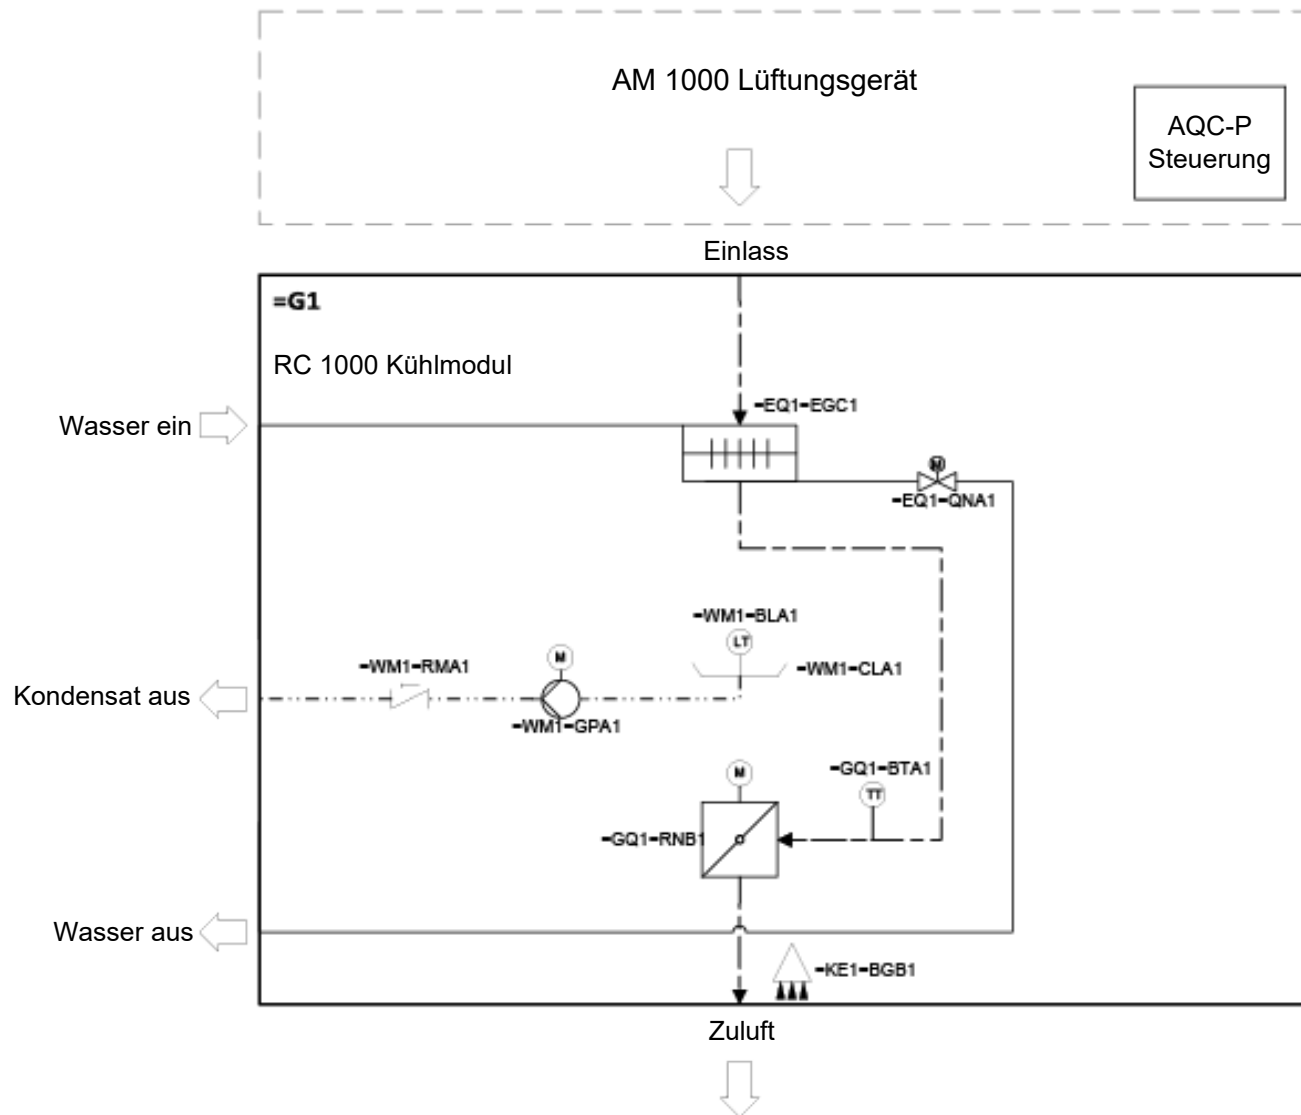 AM 1000 Lüftungsgerät
AQC-P
Steuerung
Einlass
=G1
RC 1000 Kühlmodul
Wasser ein
-EQ1-EGC1
M
-EQ1-QNA1
-WM1-BLA1
LT
-WM1-RMA1
M
-WM1-CLA1
Kondensat aus
-WM1-GPA1
M
-GQ1-BTA1
TT
-GQ1-RNB1
Wasser aus
-KE1-BGB1
Zuluft